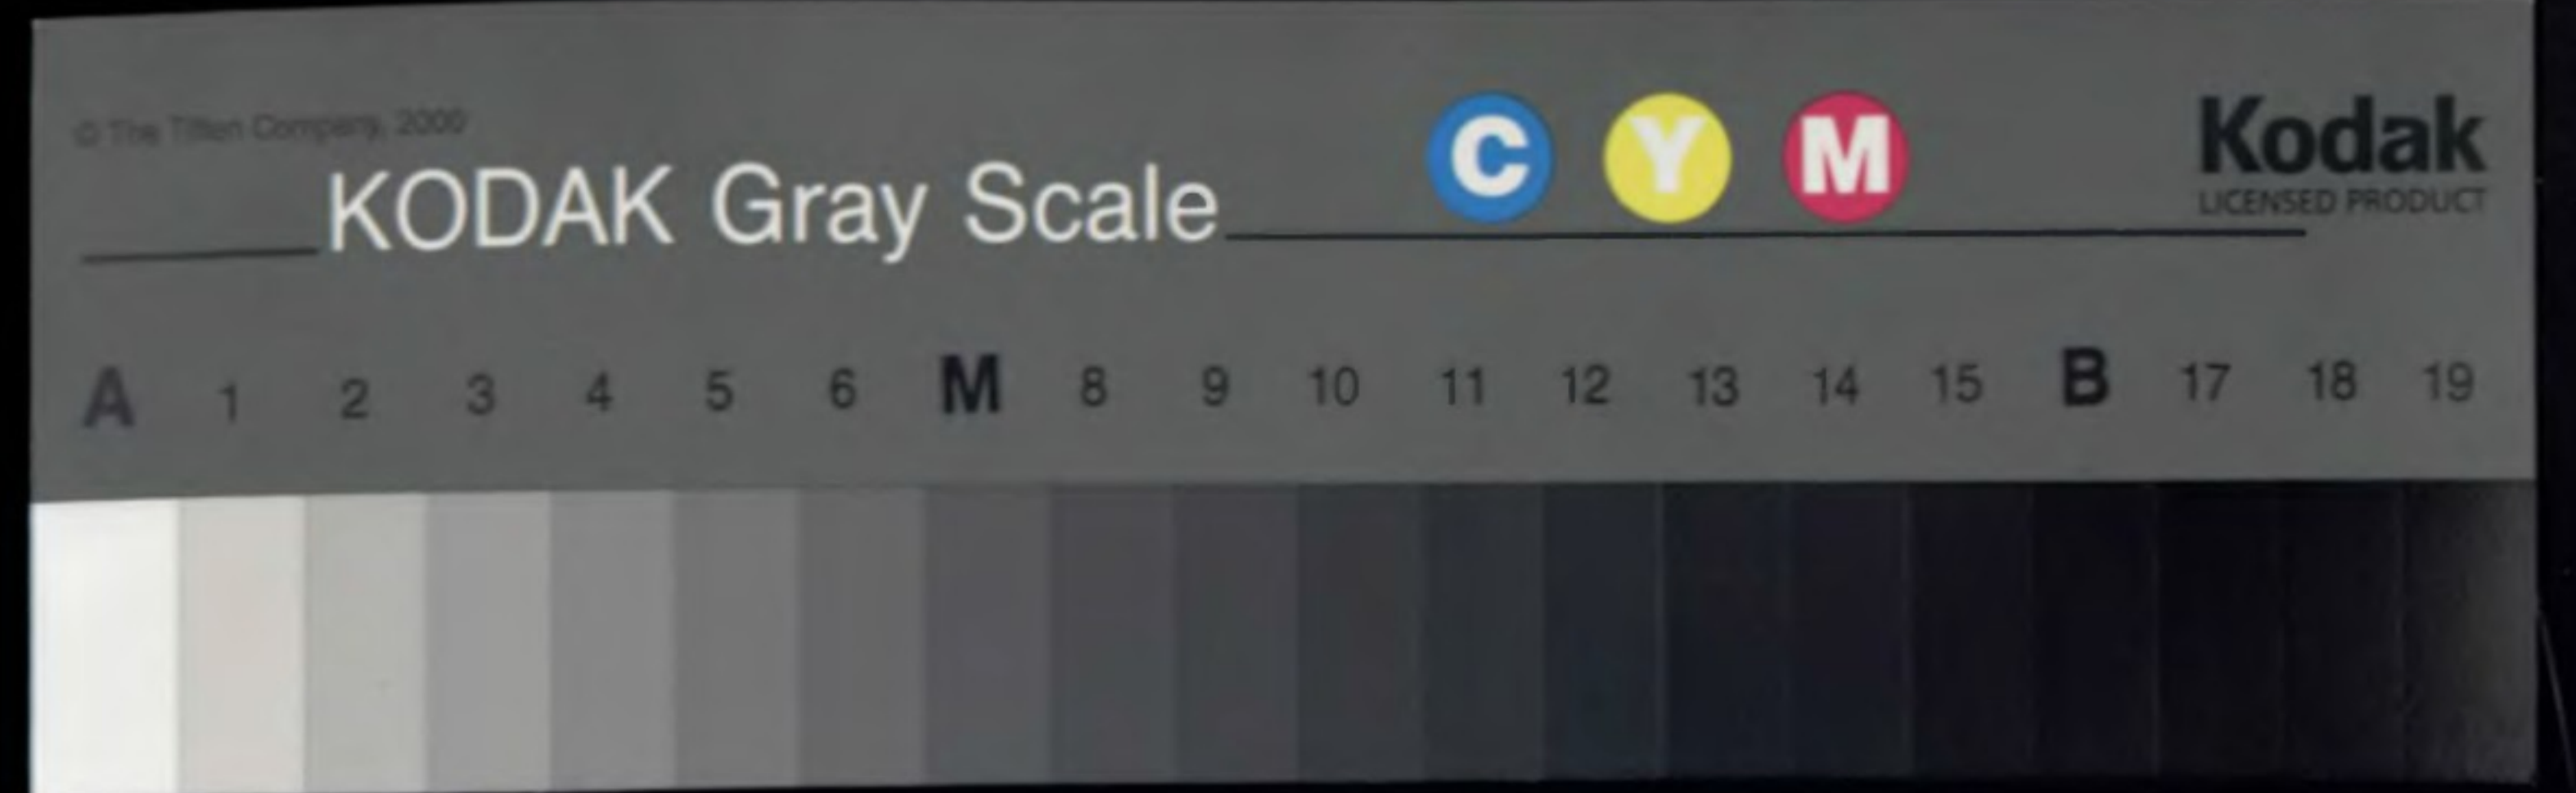 © The Tiffen Company, 2000
KODAK Gray Scale
C Y M
Kodak
LICENSED PRODUCT
A 1 2 3 4 5 6 M 8 9 10 11 12 13 14 15 B 17 18 19